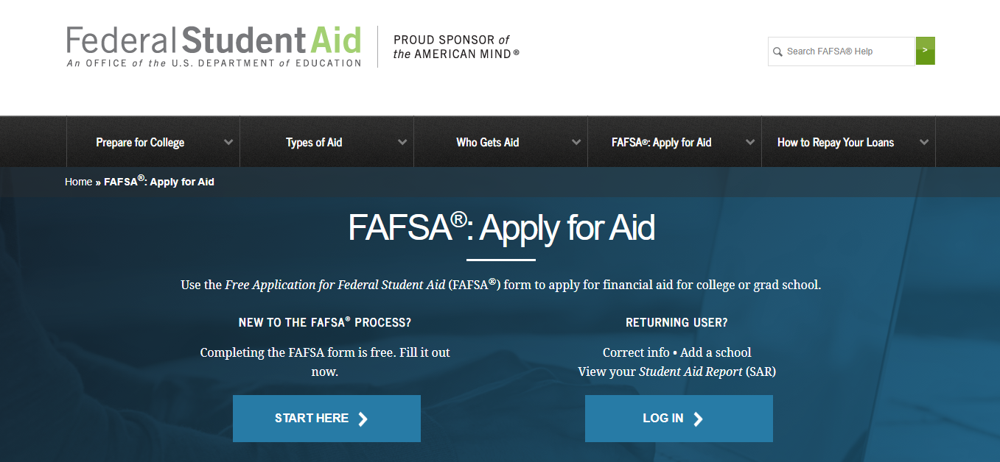 Federal Student Aid
An OFFICE of the U.S. DEPARTMENT of EDUCATION
PROUD SPONSOR of
the AMERICAN MIND®
Search FAFSA® Help
>
Prepare for College
Types of Aid
Who Gets Aid
FAFSA®: Apply for Aid
How to Repay Your Loans
Home » FAFSA®: Apply for Aid
FAFSA®: Apply for Aid
Use the Free Application for Federal Student Aid (FAFSA®) form to apply for financial aid for college or grad school.
NEW TO THE FAFSA® PROCESS?
Completing the FAFSA form is free. Fill it out
now.
START HERE
RETURNING USER?
Correct info • Add a school
View your Student Aid Report (SAR)
LOG IN